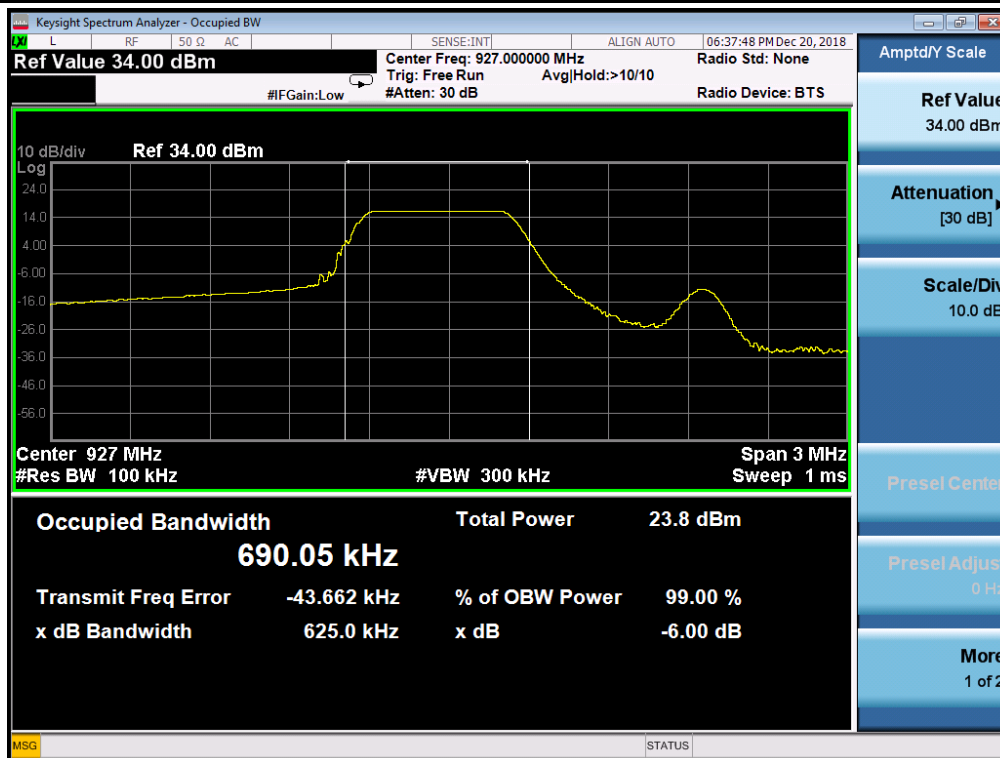 Keysight Spectrum Analyzer - Occupied BW
LXI L RF 50 Ω AC SENSE:INT ALIGN AUTO 06:37:48 PM Dec 20, 2018
Ref Value 34.00 dBm
Center Freq: 927.000000 MHz Radio Std: None
Trig: Free Run Avg|Hold:>10/10
#IFGain:Low #Atten: 30 dB Radio Device: BTS
10 dB/div Ref 34.00 dBm
Log
24.0
14.0
4.00
-6.00
-16.0
-26.0
-36.0
-46.0
-56.0
Center 927 MHz Span 3 MHz
#Res BW 100 kHz #VBW 300 kHz Sweep 1 ms
Occupied Bandwidth Total Power 23.8 dBm
690.05 kHz
Transmit Freq Error -43.662 kHz % of OBW Power 99.00 %
x dB Bandwidth 625.0 kHz x dB -6.00 dB
MSG STATUS
Amptd/Y Scale
Ref Value
34.00 dBm
Attenuation
[30 dB]
Scale/Div
10.0 dB
Presel Center
Presel Adjus
0 Hz
More
1 of 2